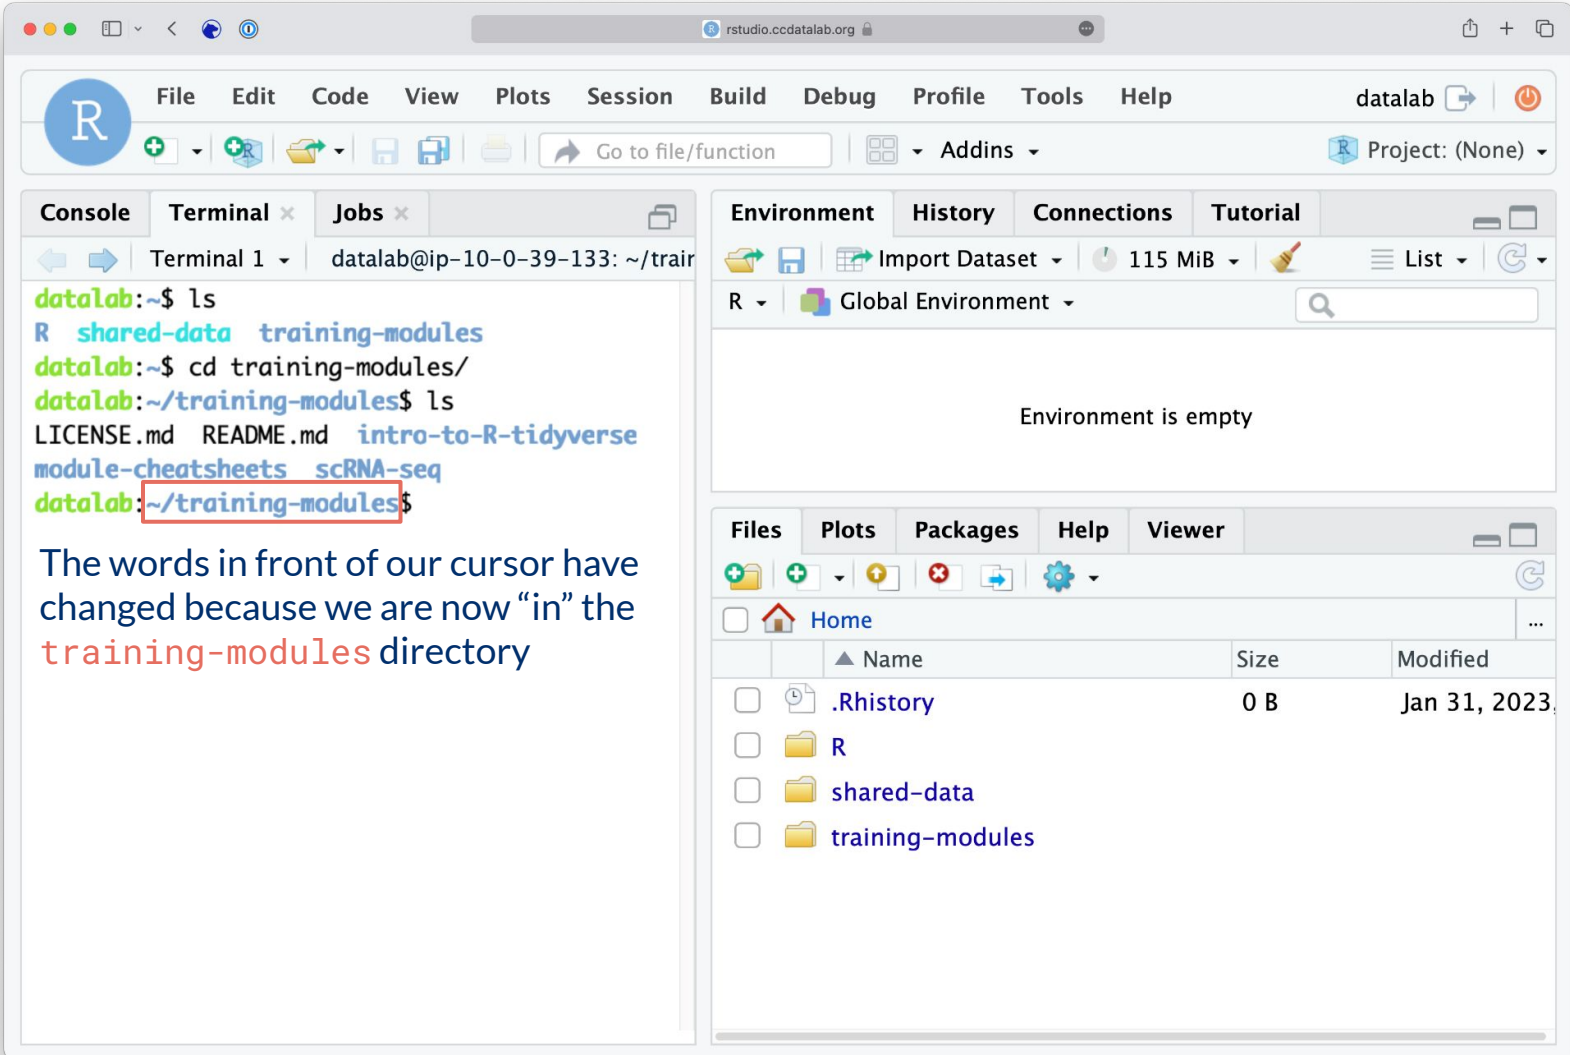 rstudio.ccdatalab.org
R
File Edit Code View Plots Session Build Debug Profile Tools Help
datalab
Go to file/function
Addins
Project: (None)
Console Terminal Jobs
Terminal 1 datalab@ip-10-0-39-133: ~/trair
datalab:~$ ls
R shared-data training-modules
datalab:~$ cd training-modules/
datalab:~/training-modules$ ls
LICENSE.md README.md intro-to-R-tidyverse
module-cheatsheets scRNA-seq
datalab:~/training-modules$
The words in front of our cursor have
changed because we are now “in” the
training-modules directory
Environment History Connections Tutorial
Import Dataset 115 MiB List
R Global Environment
Environment is empty
Files Plots Packages Help Viewer
Home ...
Name Size Modified
.Rhistory 0 B Jan 31, 2023,
R
shared-data
training-modules